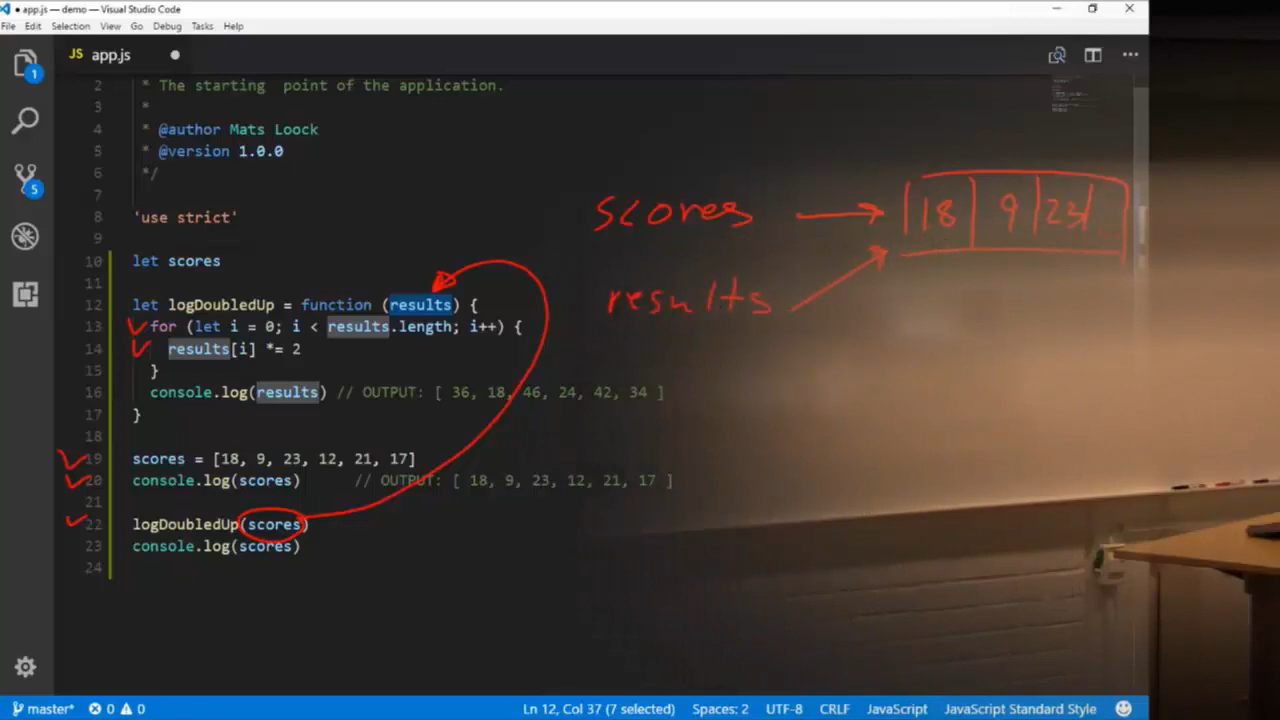 app.js — demo — Visual Studio Code
File Edit Selection View Go Debug Tasks Help
JS app.js
1
5
2 * The starting  point of the application.
3 *
4 * @author Mats Loock
5 * @version 1.0.0
6 */
7
8 'use strict'
9
10 let scores
11
12 let logDoubledUp = function (results) {
13 for (let i = 0; i < results.length; i++) {
14 results[i] *= 2
15 }
16 console.log(results) // OUTPUT: [ 36, 18, 46, 24, 42, 34 ]
17 }
18
19 scores = [18, 9, 23, 12, 21, 17]
20 console.log(scores) // OUTPUT: [ 18, 9, 23, 12, 21, 17 ]
21
22 logDoubledUp(scores)
23 console.log(scores)
24
scores 18 9 23 ...
results
master* 0 0 Ln 12, Col 37 (7 selected) Spaces: 2 UTF-8 CRLF JavaScript JavaScript Standard Style